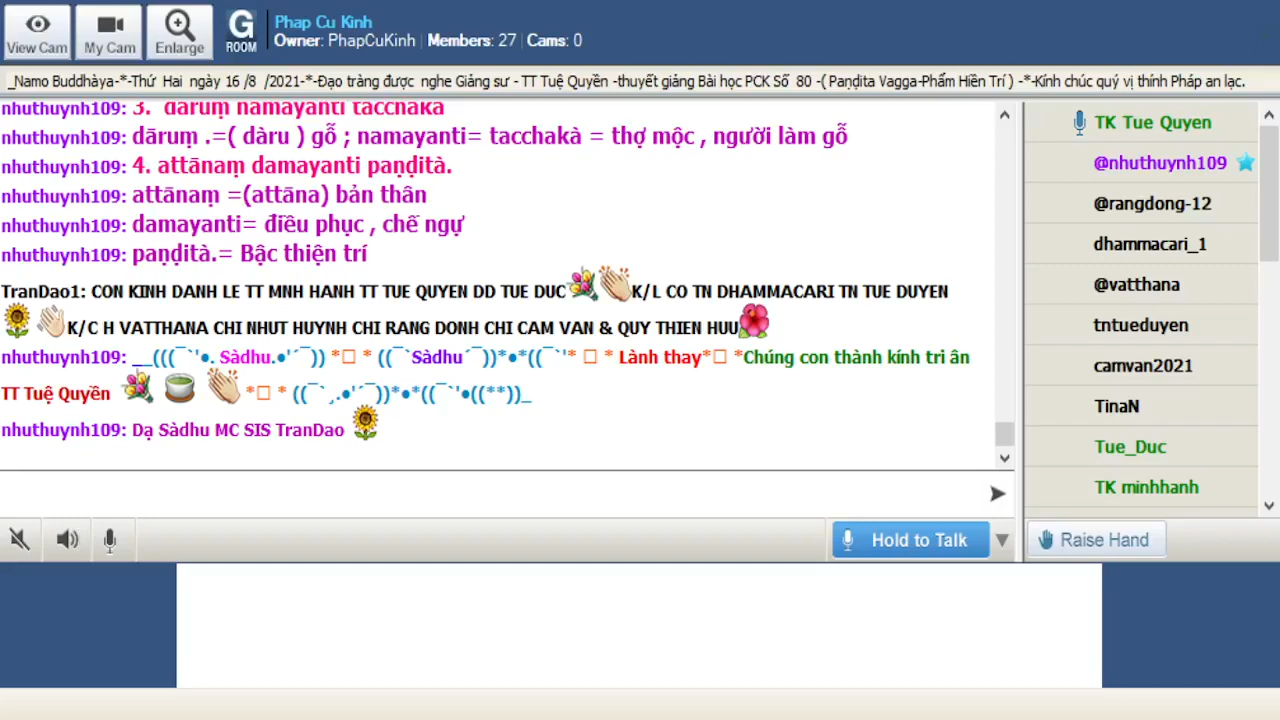 View Cam
My Cam
Enlarge
G
ROOM
Phap Cu Kinh
Owner: PhapCuKinh | Members: 27 | Cams: 0
_Namo Buddhàya-*-Thứ Hai ngày 16 /8 /2021-*-Đạo tràng được nghe Giảng sư - TT Tuệ Quyền -thuyết giảng Bài học PCK Số 80 -( Paṇḍita Vagga-Phẩm Hiền Trí ) -*-Kính chúc quý vị thính Pháp an lạc.
nhuthuynh109: 3. dāruṃ namayanti tacchakā
nhuthuynh109: dāruṃ .=( dàru ) gỗ ; namayanti= tacchakà = thợ mộc , người làm gỗ
nhuthuynh109: 4. attānaṃ damayanti paṇḍità.
nhuthuynh109: attānaṃ =(attāna) bản thân
nhuthuynh109: damayanti= điều phục , chế ngự
nhuthuynh109: paṇḍità.= Bậc thiện trí
TranDao1: CON KINH DANH LE TT MNH HANH TT TUE QUYEN DD TUE DUC K/L CO TN DHAMMACARI TN TUE DUYEN
K/C H VATTHANA CHI NHUT HUYNH CHI RANG DONH CHI CAM VAN & QUY THIEN HUU
nhuthuynh109: __(((¯`'•. Sàdhu.•'´¯)) *□ * ((¯`Sàdhu´¯))*•*((¯`'* □ * Lành thay*□ *Chúng con thành kính tri ân
TT Tuệ Quyền *□ * ((¯`¸.•'´¯))*•*((¯`'•((**))_
nhuthuynh109: Dạ Sàdhu MC SIS TranDao
TK Tue Quyen
@nhuthuynh109
@rangdong-12
dhammacari_1
@vatthana
tntueduyen
camvan2021
TinaN
Tue_Duc
TK minhhanh
Hold to Talk
Raise Hand